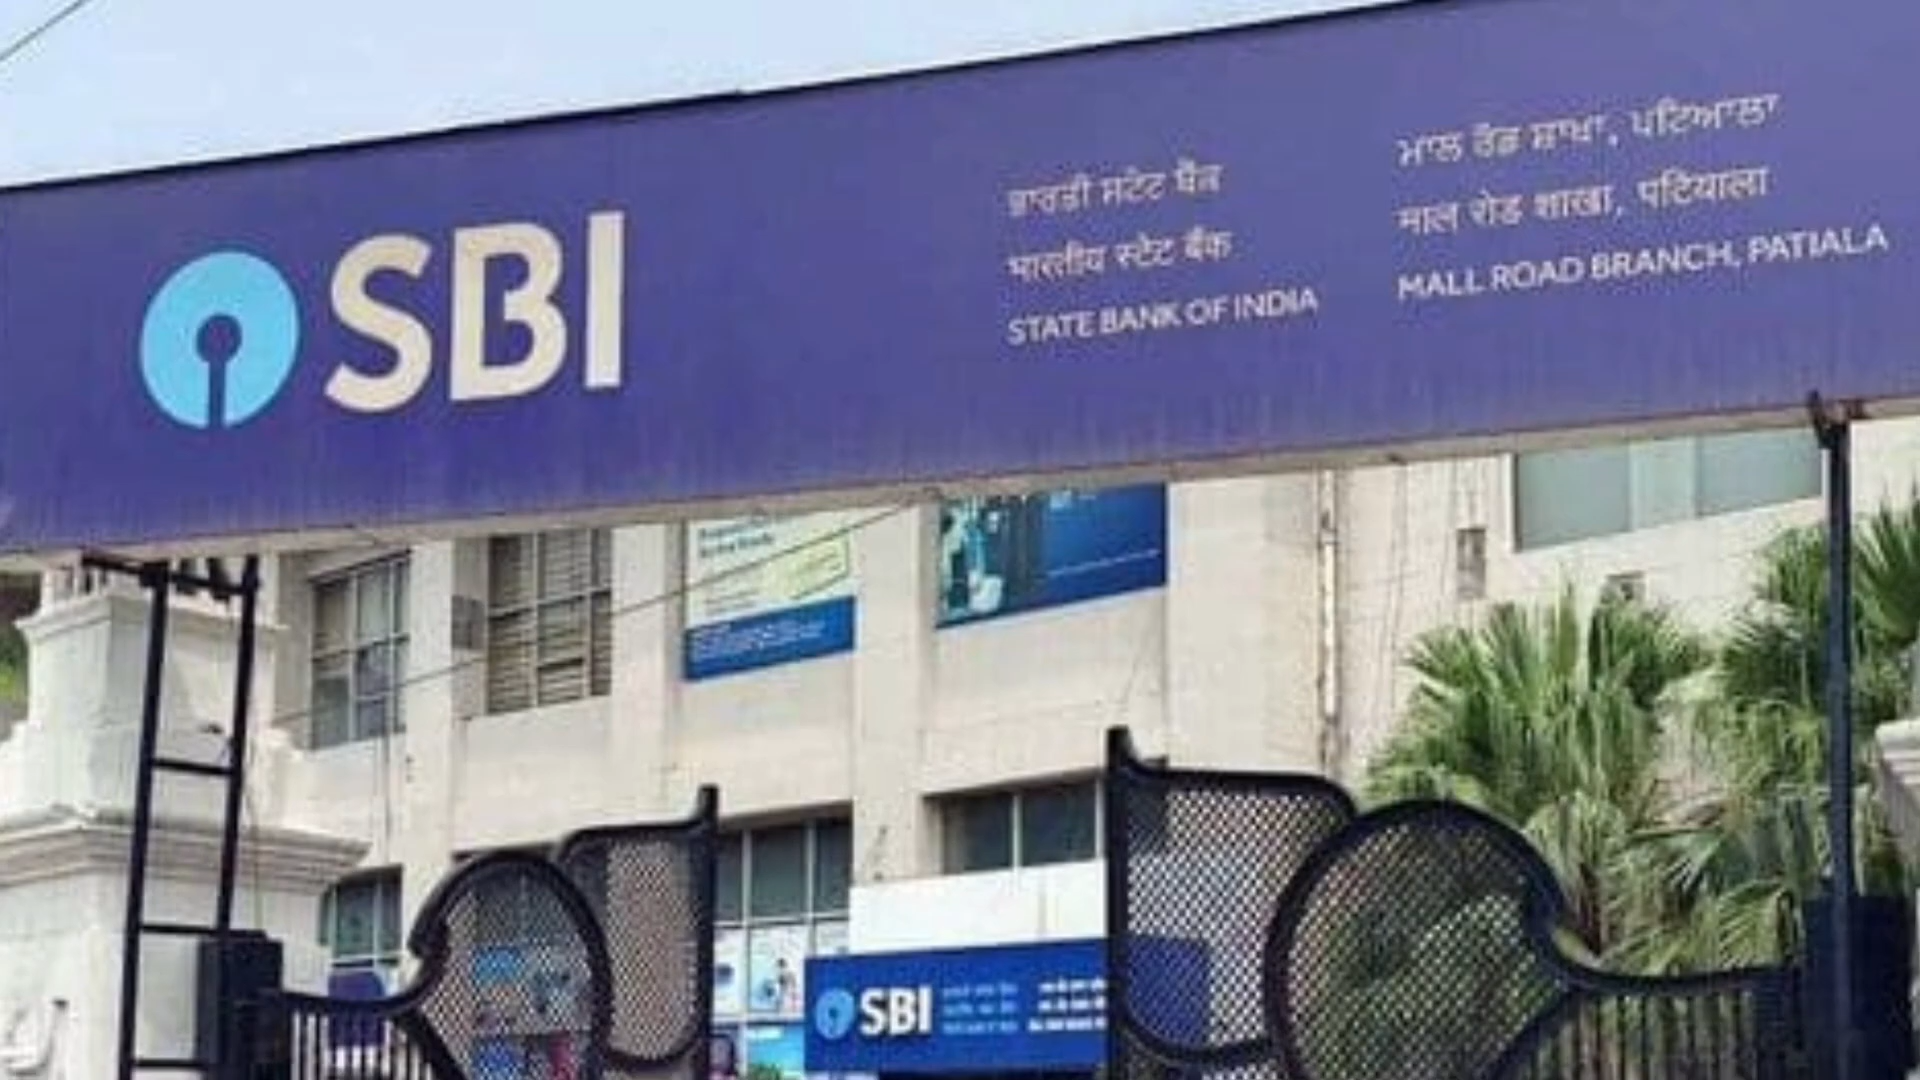 SBI
ਭਾਰਤੀ ਸਟੇਟ ਬੈਂਕ
भारतीय स्टेट बैंक
STATE BANK OF INDIA
ਮਾਲ ਰੋਡ ਸ਼ਾਖਾ, ਪਟਿਆਲਾ
माल रोड शाखा, पटियाला
MALL ROAD BRANCH, PATIALA
SBI